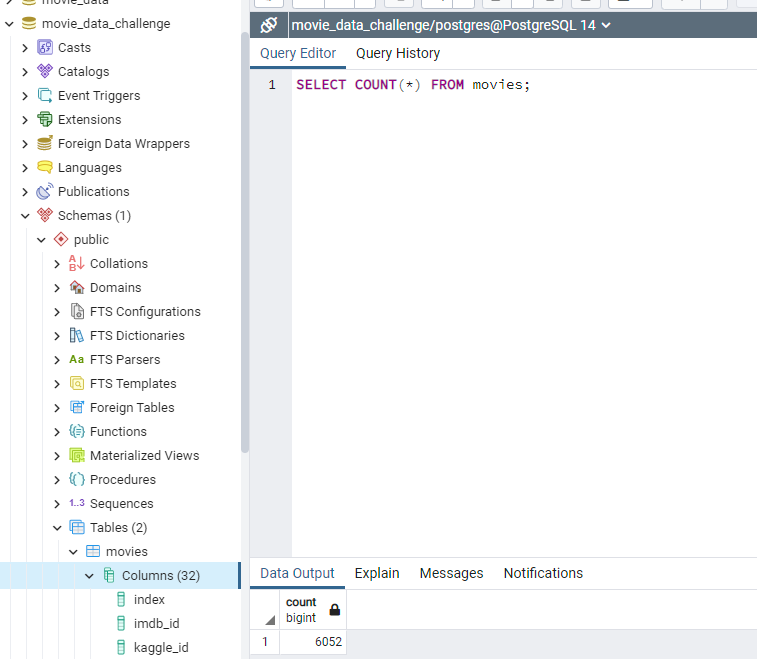 movie_data
movie_data_challenge
Casts
Catalogs
Event Triggers
Extensions
Foreign Data Wrappers
Languages
Publications
Schemas (1)
public
Collations
Domains
FTS Configurations
FTS Dictionaries
Aa FTS Parsers
FTS Templates
Foreign Tables
Functions
Materialized Views
Procedures
1..3 Sequences
Tables (2)
movies
Columns (32)
index
imdb_id
kaggle_id
movie_data_challenge/postgres@PostgreSQL 14
Query Editor Query History
1 SELECT COUNT(*) FROM movies;
Data Output Explain Messages Notifications
count
bigint
1 6052